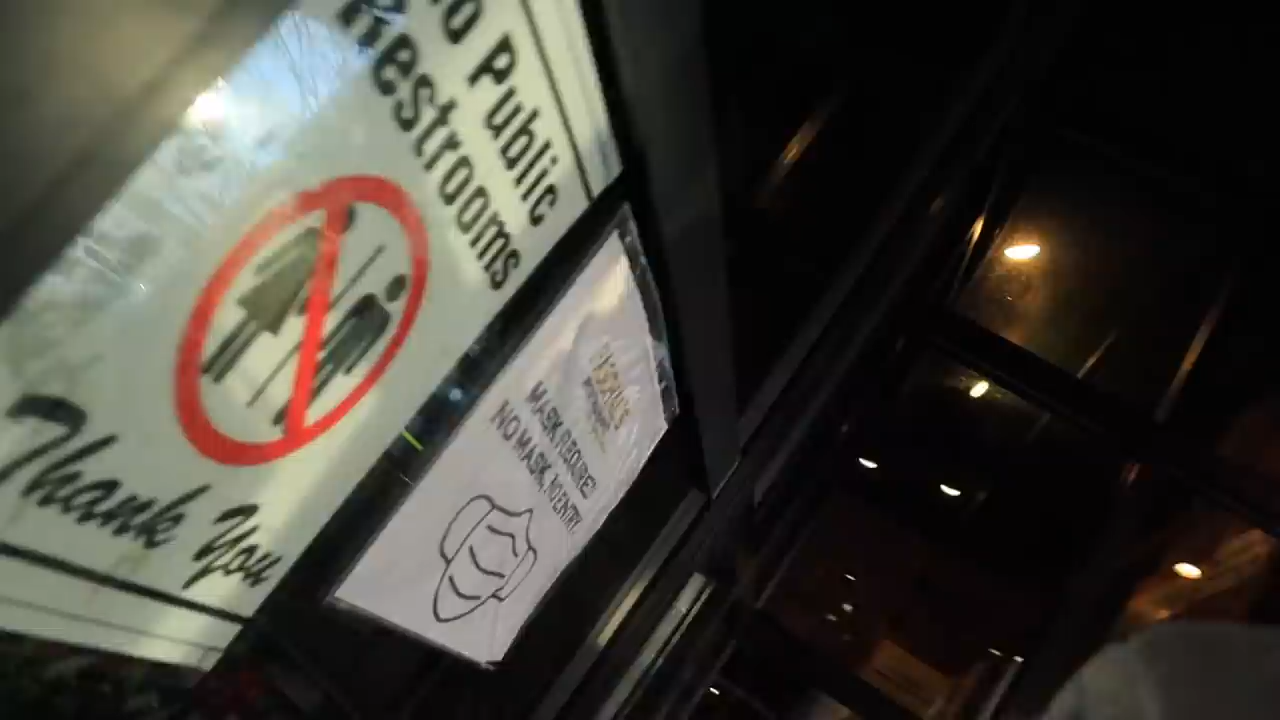 o Public
Restrooms
Thank You
MASK REQUIRED
NO MASK, NO ENTRY.